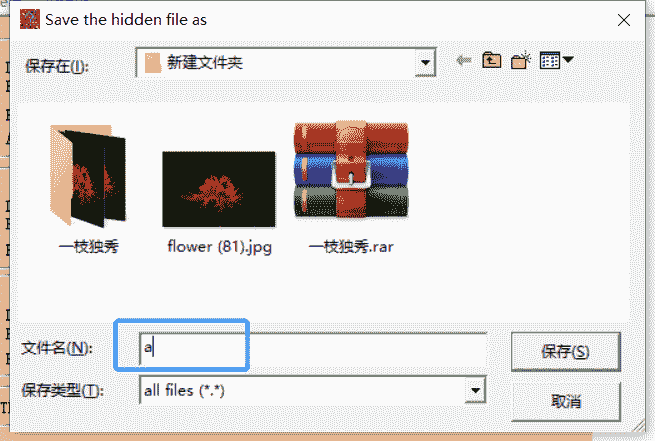 Save the hidden file as
保存在(I):
新建文件夹
一枝独秀
flower (81).jpg
一枝独秀.rar
文件名(N):
a
保存(S)
保存类型(T):
all files (*.*)
取消